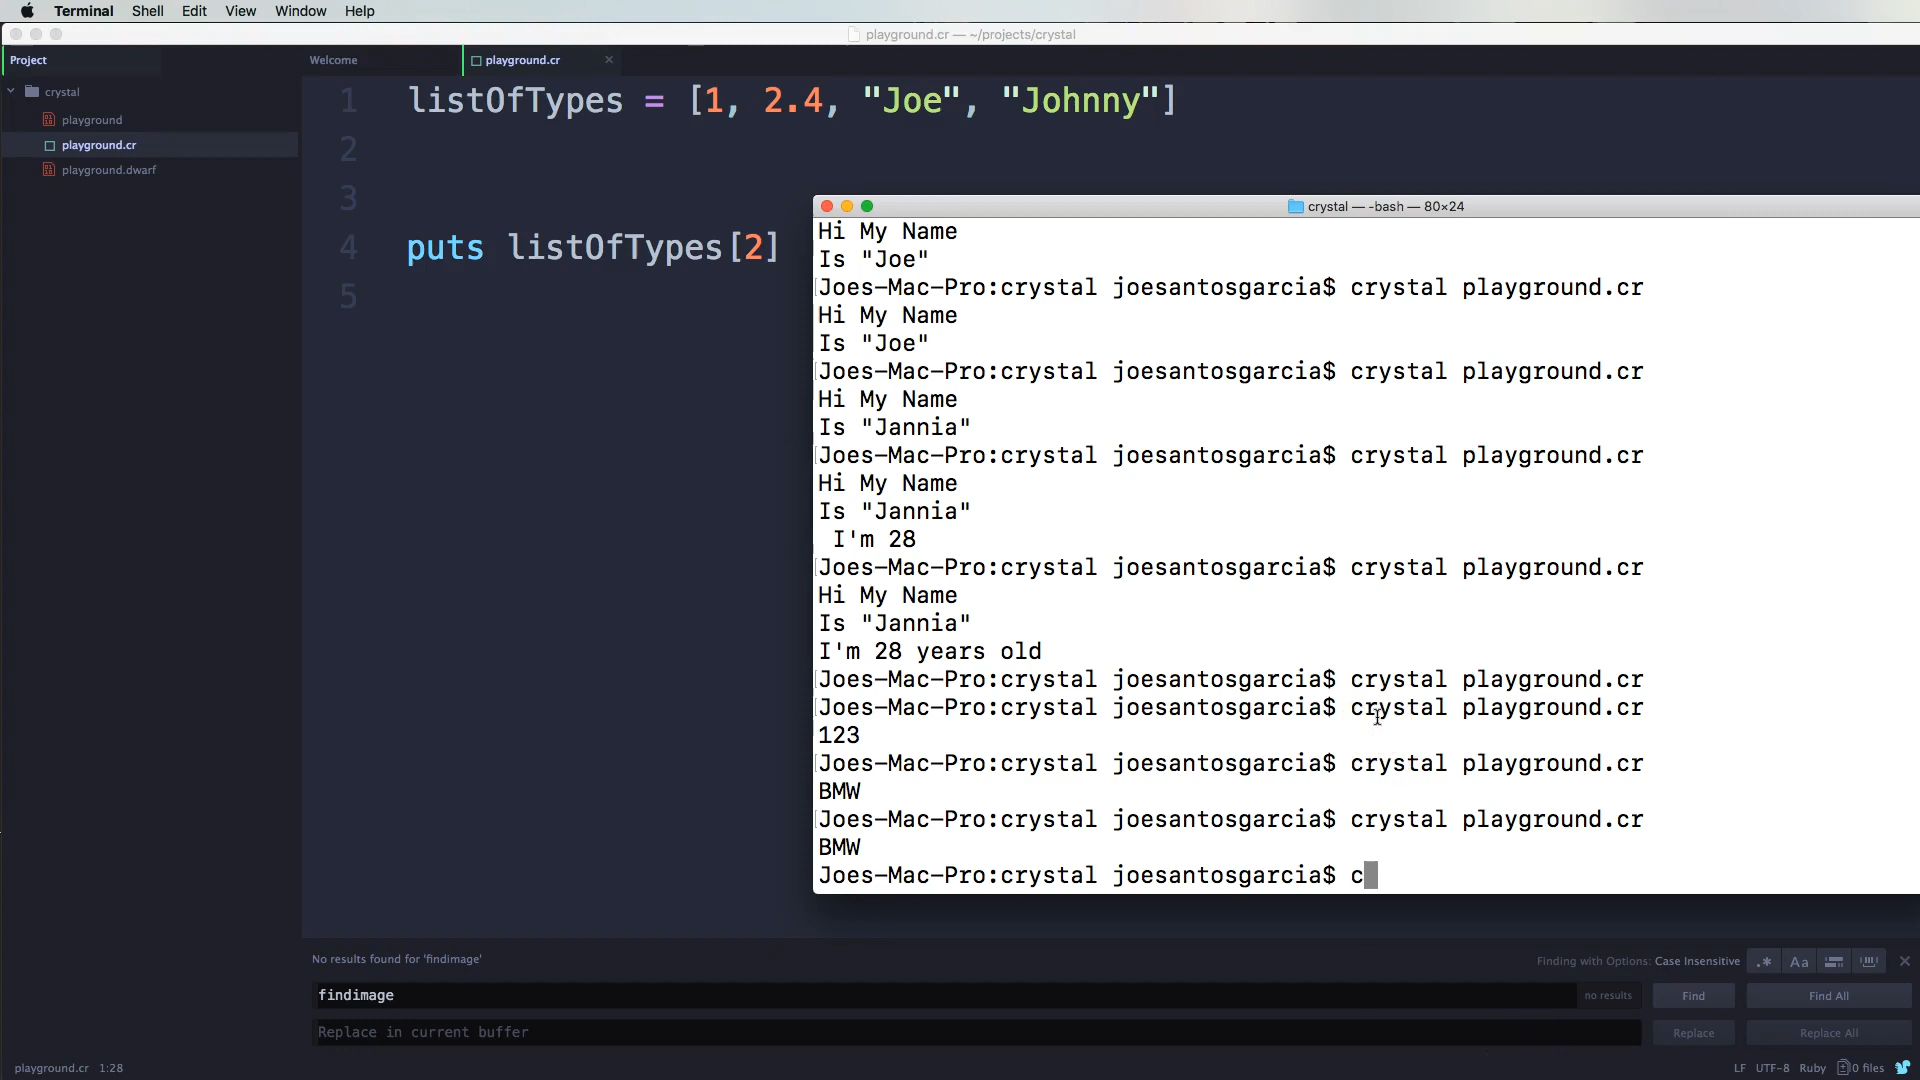 Terminal Shell Edit View Window Help
playground.cr — ~/projects/crystal
Project
Welcome
playground.cr
crystal
playground
playground.cr
playground.dwarf
1 listOfTypes = [1, 2.4, "Joe", "Johnny"]
2
3
4 puts listOfTypes[2]
5
crystal — -bash — 80×24
Hi My Name
Is "Joe"
Joes-Mac-Pro:crystal joesantosgarcia$ crystal playground.cr
Hi My Name
Is "Joe"
Joes-Mac-Pro:crystal joesantosgarcia$ crystal playground.cr
Hi My Name
Is "Jannia"
Joes-Mac-Pro:crystal joesantosgarcia$ crystal playground.cr
Hi My Name
Is "Jannia"
I'm 28
Joes-Mac-Pro:crystal joesantosgarcia$ crystal playground.cr
Hi My Name
Is "Jannia"
I'm 28 years old
Joes-Mac-Pro:crystal joesantosgarcia$ crystal playground.cr
Joes-Mac-Pro:crystal joesantosgarcia$ crystal playground.cr
123
Joes-Mac-Pro:crystal joesantosgarcia$ crystal playground.cr
BMW
Joes-Mac-Pro:crystal joesantosgarcia$ crystal playground.cr
BMW
Joes-Mac-Pro:crystal joesantosgarcia$ c
No results found for 'findimage'
Finding with Options: Case Insensitive
.* Aa
findimage
no results
Find
Find All
Replace in current buffer
Replace
Replace All
playground.cr 1:28
LF UTF-8 Ruby 0 files